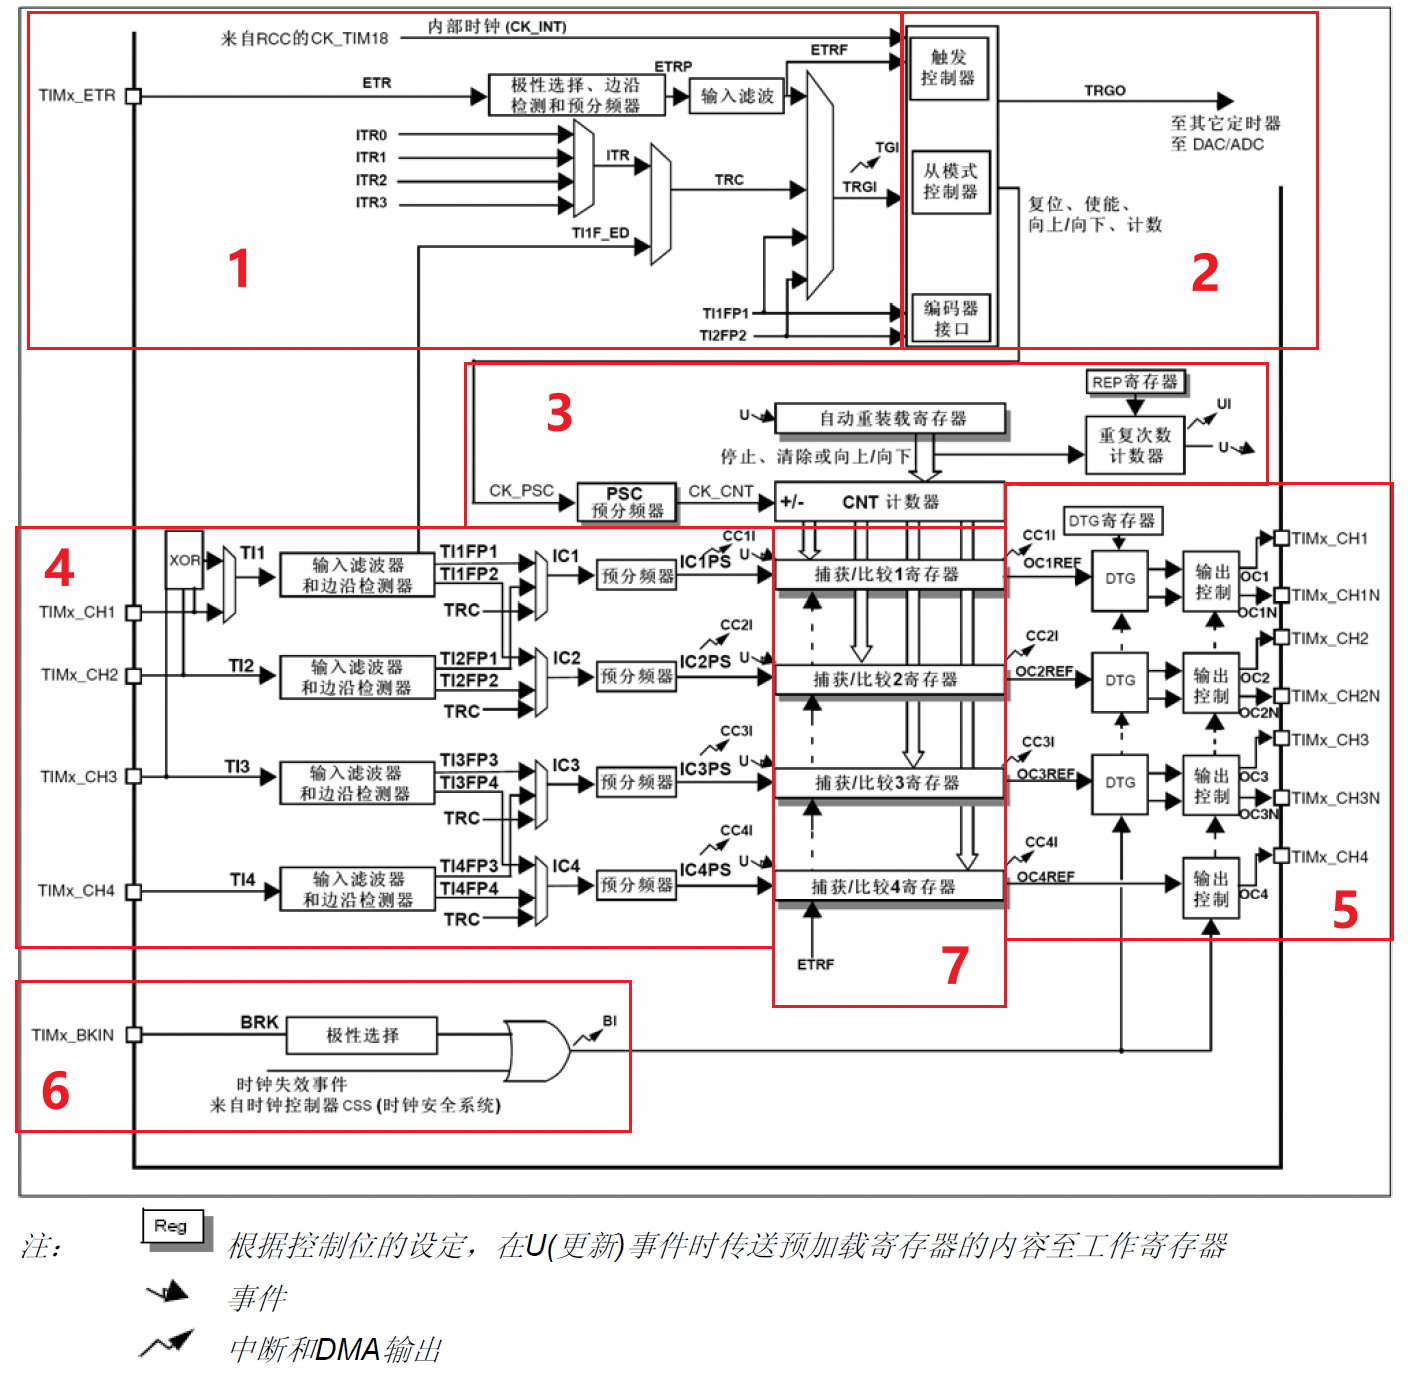 内部时钟 (CK_INT)
来自RCC的CK_TIM18
触发
控制器
ETRF
TIMx_ETR
ETR
极性选择、边沿
检测和预分频器
ETRP
输入滤波
TRGO
至其它定时器
至 DAC/ADC
ITR0
ITR1
ITR2
ITR3
ITR
TRC
TGI
TRGI
从模式
控制器
复位、使能、
向上/向下、计数
TI1F_ED
1
2
TI1FP1
TI2FP2
编码器
接口
3
REP寄存器
U
自动重装载寄存器
UI
重复次数
计数器
U
停止、清除或向上/向下
CK_PSC
PSC
预分频器
CK_CNT
+/-
CNT 计数器
4
XOR
TI1
输入滤波器
和边沿检测器
TI1FP1
TI1FP2
TRC
IC1
预分频器
CC1I
U
IC1PS
捕获/比较1寄存器
CC1I
OC1REF
DTG寄存器
DTG
输出
控制
OC1
OC1N
TIMx_CH1
TIMx_CH1N
TIMx_CH1
TIMx_CH2
TI2
输入滤波器
和边沿检测器
TI2FP1
TI2FP2
TRC
IC2
预分频器
CC2I
U
IC2PS
捕获/比较2寄存器
CC2I
OC2REF
DTG
输出
控制
OC2
OC2N
TIMx_CH2
TIMx_CH2N
TIMx_CH3
TI3
输入滤波器
和边沿检测器
TI3FP3
TI3FP4
TRC
IC3
预分频器
CC3I
U
IC3PS
捕获/比较3寄存器
CC3I
OC3REF
DTG
输出
控制
OC3
OC3N
TIMx_CH3
TIMx_CH3N
TIMx_CH4
TI4
输入滤波器
和边沿检测器
TI4FP3
TI4FP4
TRC
IC4
预分频器
CC4I
U
IC4PS
捕获/比较4寄存器
CC4I
OC4REF
输出
控制
OC4
TIMx_CH4
5
ETRF
7
TIMx_BKIN
BRK
极性选择
BI
6
时钟失效事件
来自时钟控制器CSS (时钟安全系统)
注：
Reg
根据控制位的设定，在U(更新)事件时传送预加载寄存器的内容至工作寄存器
事件
中断和DMA输出